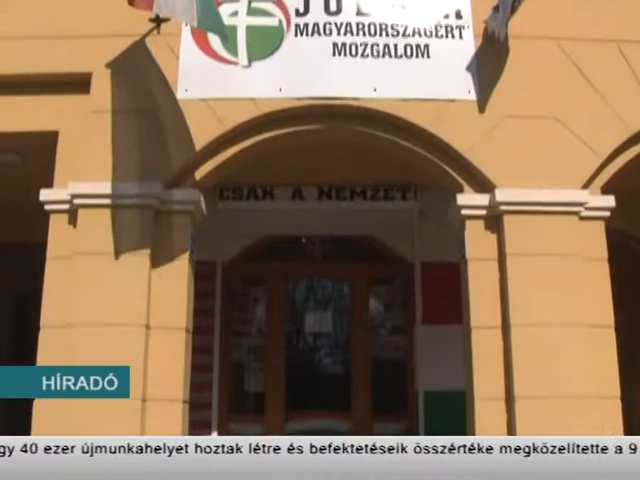 MAGYARORSZÁGÉRT
MOZGALOM
CSAK A NEMZET!
HÍRADÓ
gy 40 ezer újmunkahelyet hoztak létre és befektetéseik összértéke megközelítette a 9